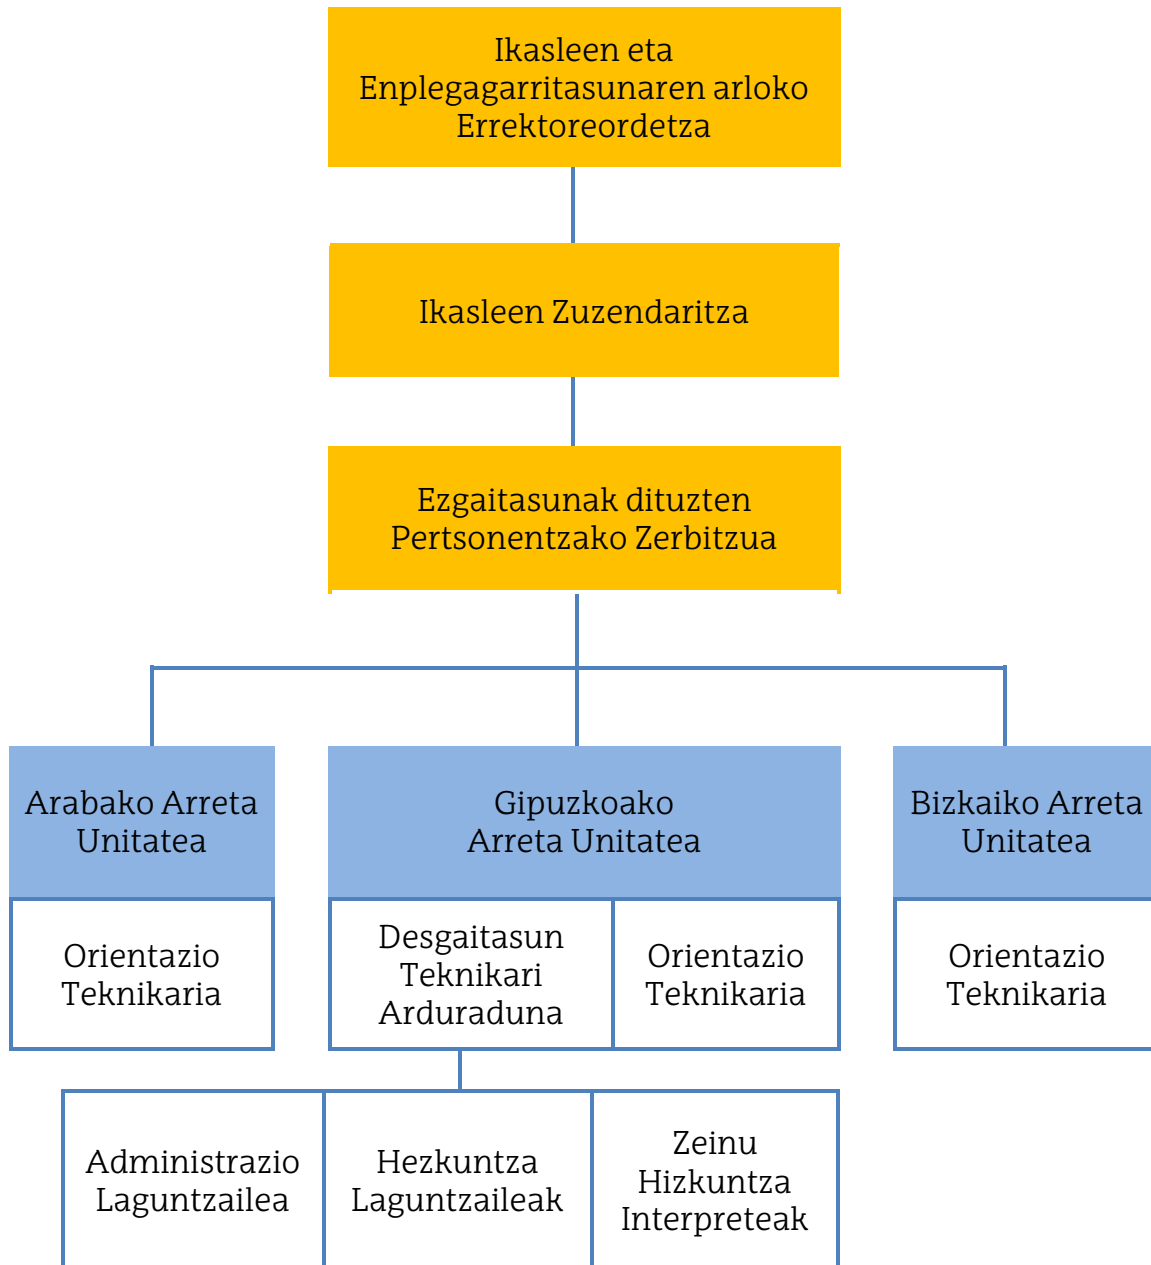 Ikasleen eta
Enplegagarritasunaren arloko
Errektoreordetza
Ikasleen Zuzendaritza
Ezgaitasunak dituzten
Pertsonentzako Zerbitzua
Arabako Arreta
Unitatea
Gipuzkoako
Arreta Unitatea
Bizkaiko Arreta
Unitatea
Orientazio
Teknikaria
Desgaitasun
Teknikari
Arduraduna
Orientazio
Teknikaria
Orientazio
Teknikaria
Administrazio
Laguntzailea
Hezkuntza
Laguntzaileak
Zeinu
Hizkuntza
Interpreteak